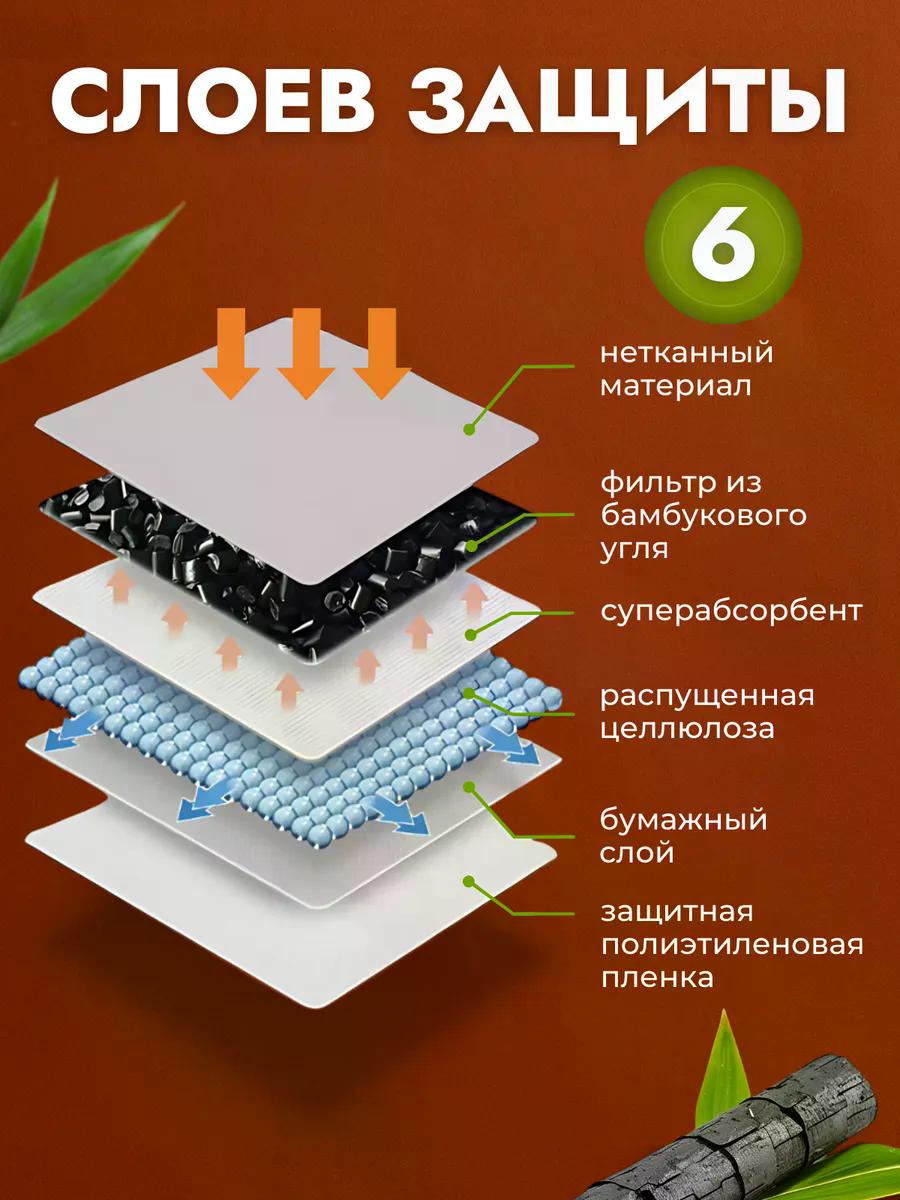 СЛОЕВ ЗАЩИТЫ
6
нетканный
материал
фильтр из
бамбукового
угля
суперабсорбент
распущенная
целлюлоза
бумажный
слой
защитная
полиэтиленовая
пленка